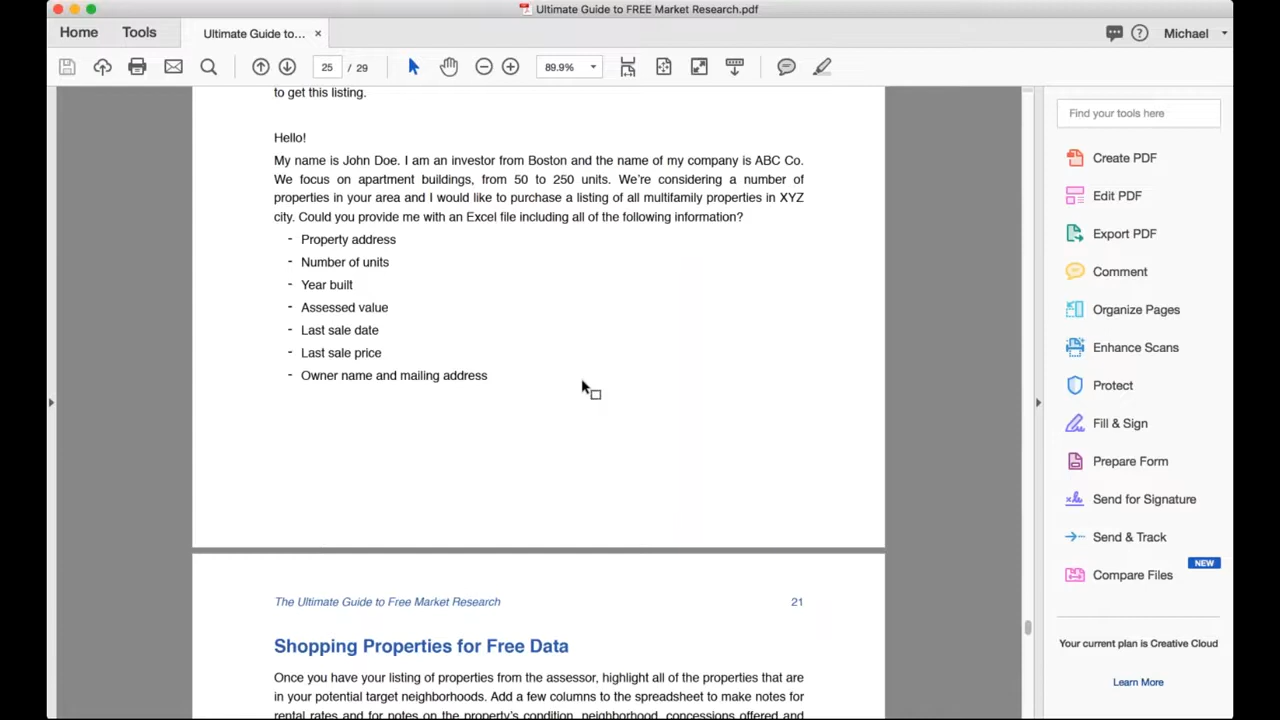 Ultimate Guide to FREE Market Research.pdf
Home
Tools
Ultimate Guide to... ×
Michael
25 / 29
89.9%
to get this listing.
Hello!
My name is John Doe. I am an investor from Boston and the name of my company is ABC Co.
We focus on apartment buildings, from 50 to 250 units. We're considering a number of
properties in your area and I would like to purchase a listing of all multifamily properties in XYZ
city. Could you provide me with an Excel file including all of the following information?
- Property address
- Number of units
- Year built
- Assessed value
- Last sale date
- Last sale price
- Owner name and mailing address
The Ultimate Guide to Free Market Research 21
Shopping Properties for Free Data
Once you have your listing of properties from the assessor, highlight all of the properties that are
in your potential target neighborhoods. Add a few columns to the spreadsheet to make notes for
rental rates and for notes on the property's condition, neighborhood, concessions offered and
Find your tools here
Create PDF
Edit PDF
Export PDF
Comment
Organize Pages
Enhance Scans
Protect
Fill & Sign
Prepare Form
Send for Signature
Send & Track
NEW
Compare Files
Your current plan is Creative Cloud
Learn More